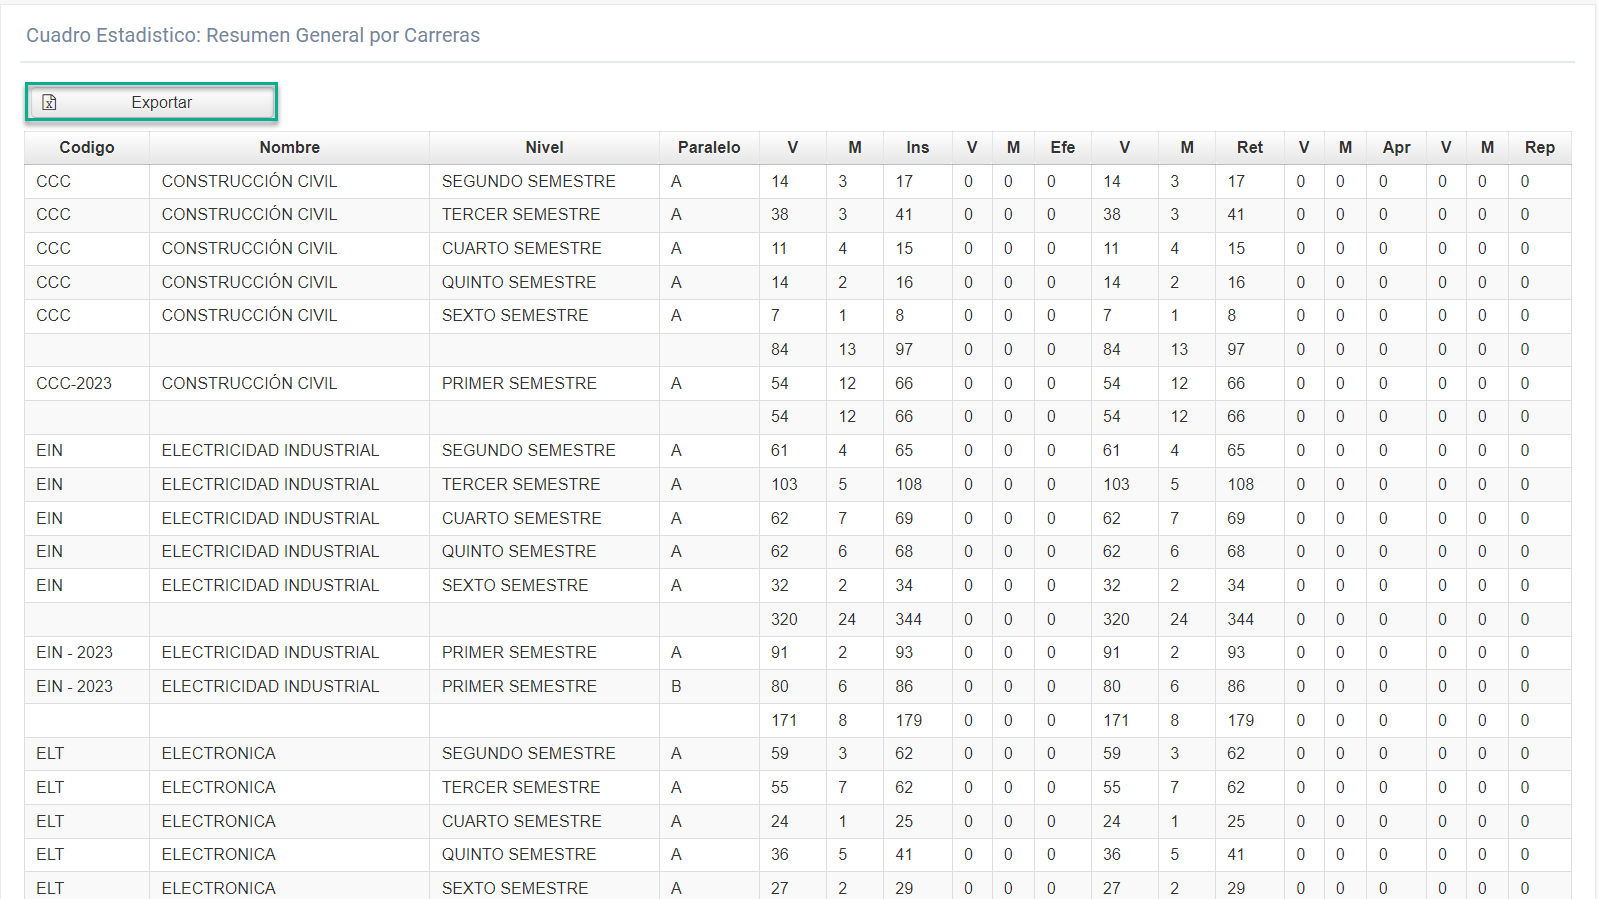 Cuadro Estadistico: Resumen General por Carreras
Exportar
Codigo Nombre Nivel Paralelo V M Ins V M Efe V M Ret V M Apr V M Rep
CCC CONSTRUCCIÓN CIVIL SEGUNDO SEMESTRE A 14 3 17 0 0 0 14 3 17 0 0 0 0 0 0
CCC CONSTRUCCIÓN CIVIL TERCER SEMESTRE A 38 3 41 0 0 0 38 3 41 0 0 0 0 0 0
CCC CONSTRUCCIÓN CIVIL CUARTO SEMESTRE A 11 4 15 0 0 0 11 4 15 0 0 0 0 0 0
CCC CONSTRUCCIÓN CIVIL QUINTO SEMESTRE A 14 2 16 0 0 0 14 2 16 0 0 0 0 0 0
CCC CONSTRUCCIÓN CIVIL SEXTO SEMESTRE A 7 1 8 0 0 0 7 1 8 0 0 0 0 0 0
84 13 97 0 0 0 84 13 97 0 0 0 0 0 0
CCC-2023 CONSTRUCCIÓN CIVIL PRIMER SEMESTRE A 54 12 66 0 0 0 54 12 66 0 0 0 0 0 0
54 12 66 0 0 0 54 12 66 0 0 0 0 0 0
EIN ELECTRICIDAD INDUSTRIAL SEGUNDO SEMESTRE A 61 4 65 0 0 0 61 4 65 0 0 0 0 0 0
EIN ELECTRICIDAD INDUSTRIAL TERCER SEMESTRE A 103 5 108 0 0 0 103 5 108 0 0 0 0 0 0
EIN ELECTRICIDAD INDUSTRIAL CUARTO SEMESTRE A 62 7 69 0 0 0 62 7 69 0 0 0 0 0 0
EIN ELECTRICIDAD INDUSTRIAL QUINTO SEMESTRE A 62 6 68 0 0 0 62 6 68 0 0 0 0 0 0
EIN ELECTRICIDAD INDUSTRIAL SEXTO SEMESTRE A 32 2 34 0 0 0 32 2 34 0 0 0 0 0 0
320 24 344 0 0 0 320 24 344 0 0 0 0 0 0
EIN - 2023 ELECTRICIDAD INDUSTRIAL PRIMER SEMESTRE A 91 2 93 0 0 0 91 2 93 0 0 0 0 0 0
EIN - 2023 ELECTRICIDAD INDUSTRIAL PRIMER SEMESTRE B 80 6 86 0 0 0 80 6 86 0 0 0 0 0 0
171 8 179 0 0 0 171 8 179 0 0 0 0 0 0
ELT ELECTRONICA SEGUNDO SEMESTRE A 59 3 62 0 0 0 59 3 62 0 0 0 0 0 0
ELT ELECTRONICA TERCER SEMESTRE A 55 7 62 0 0 0 55 7 62 0 0 0 0 0 0
ELT ELECTRONICA CUARTO SEMESTRE A 24 1 25 0 0 0 24 1 25 0 0 0 0 0 0
ELT ELECTRONICA QUINTO SEMESTRE A 36 5 41 0 0 0 36 5 41 0 0 0 0 0 0
ELT ELECTRONICA SEXTO SEMESTRE A 27 2 29 0 0 0 27 2 29 0 0 0 0 0 0